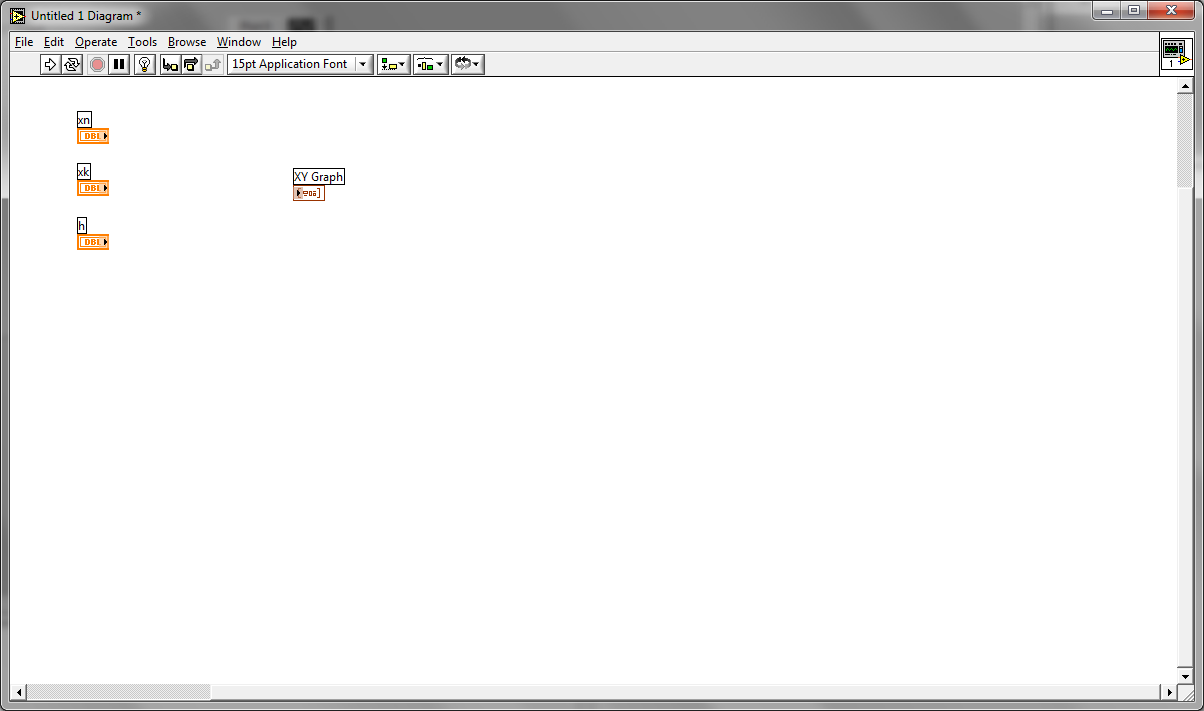 Untitled 1 Diagram *
File Edit Operate Tools Browse Window Help
15pt Application Font
1
xn
DBL
xk
DBL
XY Graph
h
DBL